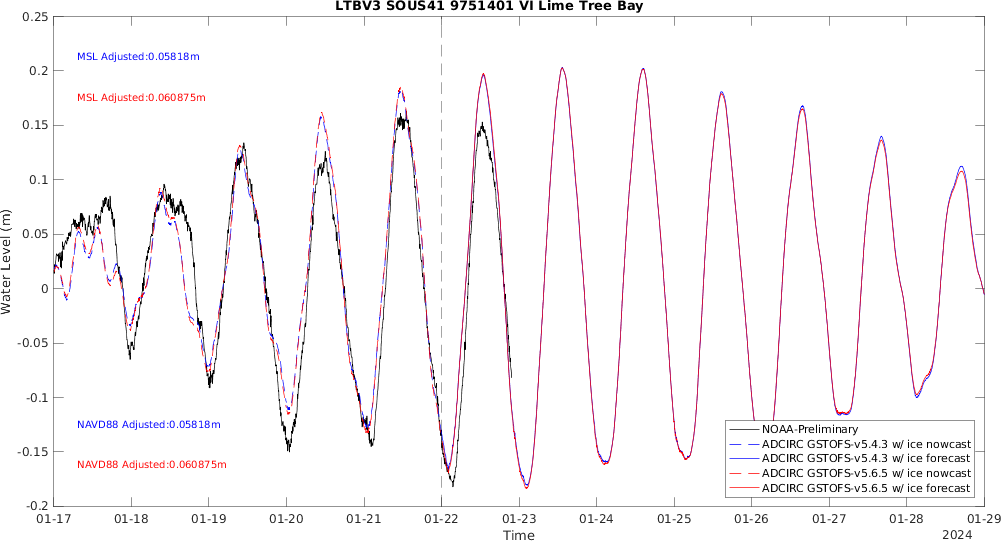 LTBV3 SOUS41 9751401 VI Lime Tree Bay
0.25
0.2
0.15
0.1
0.05
0
-0.05
-0.1
-0.15
-0.2
Water Level (m)
MSL Adjusted:0.05818m
MSL Adjusted:0.060875m
NAVD88 Adjusted:0.05818m
NAVD88 Adjusted:0.060875m
NOAA-Preliminary
ADCIRC GSTOFS-v5.4.3 w/ ice nowcast
ADCIRC GSTOFS-v5.4.3 w/ ice forecast
ADCIRC GSTOFS-v5.6.5 w/ ice nowcast
ADCIRC GSTOFS-v5.6.5 w/ ice forecast
01-17 01-18 01-19 01-20 01-21 01-22 01-23 01-24 01-25 01-26 01-27 01-28 01-29
Time
2024